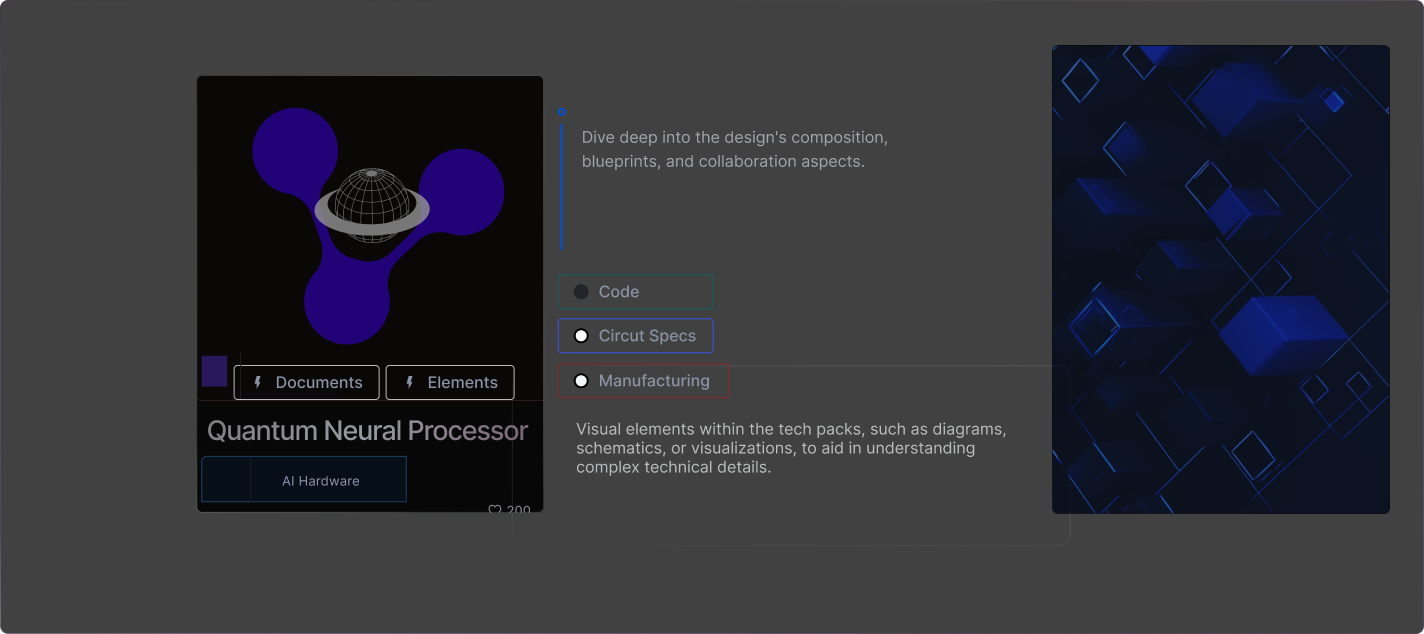 Dive deep into the design's composition,
blueprints, and collaboration aspects.
Code
Circut Specs
Manufacturing
Documents
Elements
Quantum Neural Processor
AI Hardware
200
Visual elements within the tech packs, such as diagrams,
schematics, or visualizations, to aid in understanding
complex technical details.